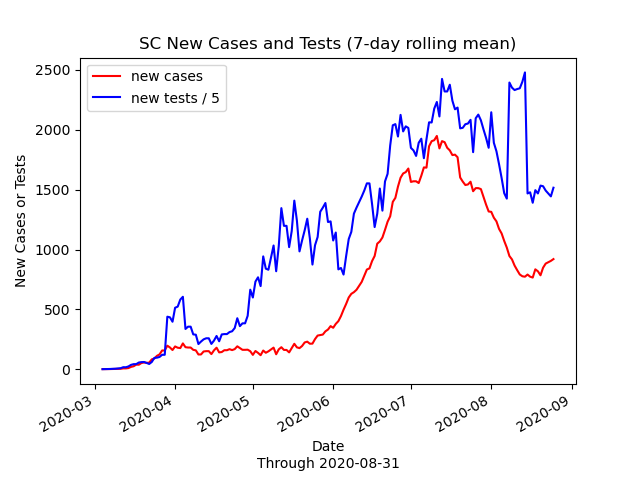 SC New Cases and Tests (7-day rolling mean)
new cases
new tests / 5
New Cases or Tests
2500
2000
1500
1000
500
0
2020-03
2020-04
2020-05
2020-06
2020-07
2020-08
2020-09
Date
Through 2020-08-31